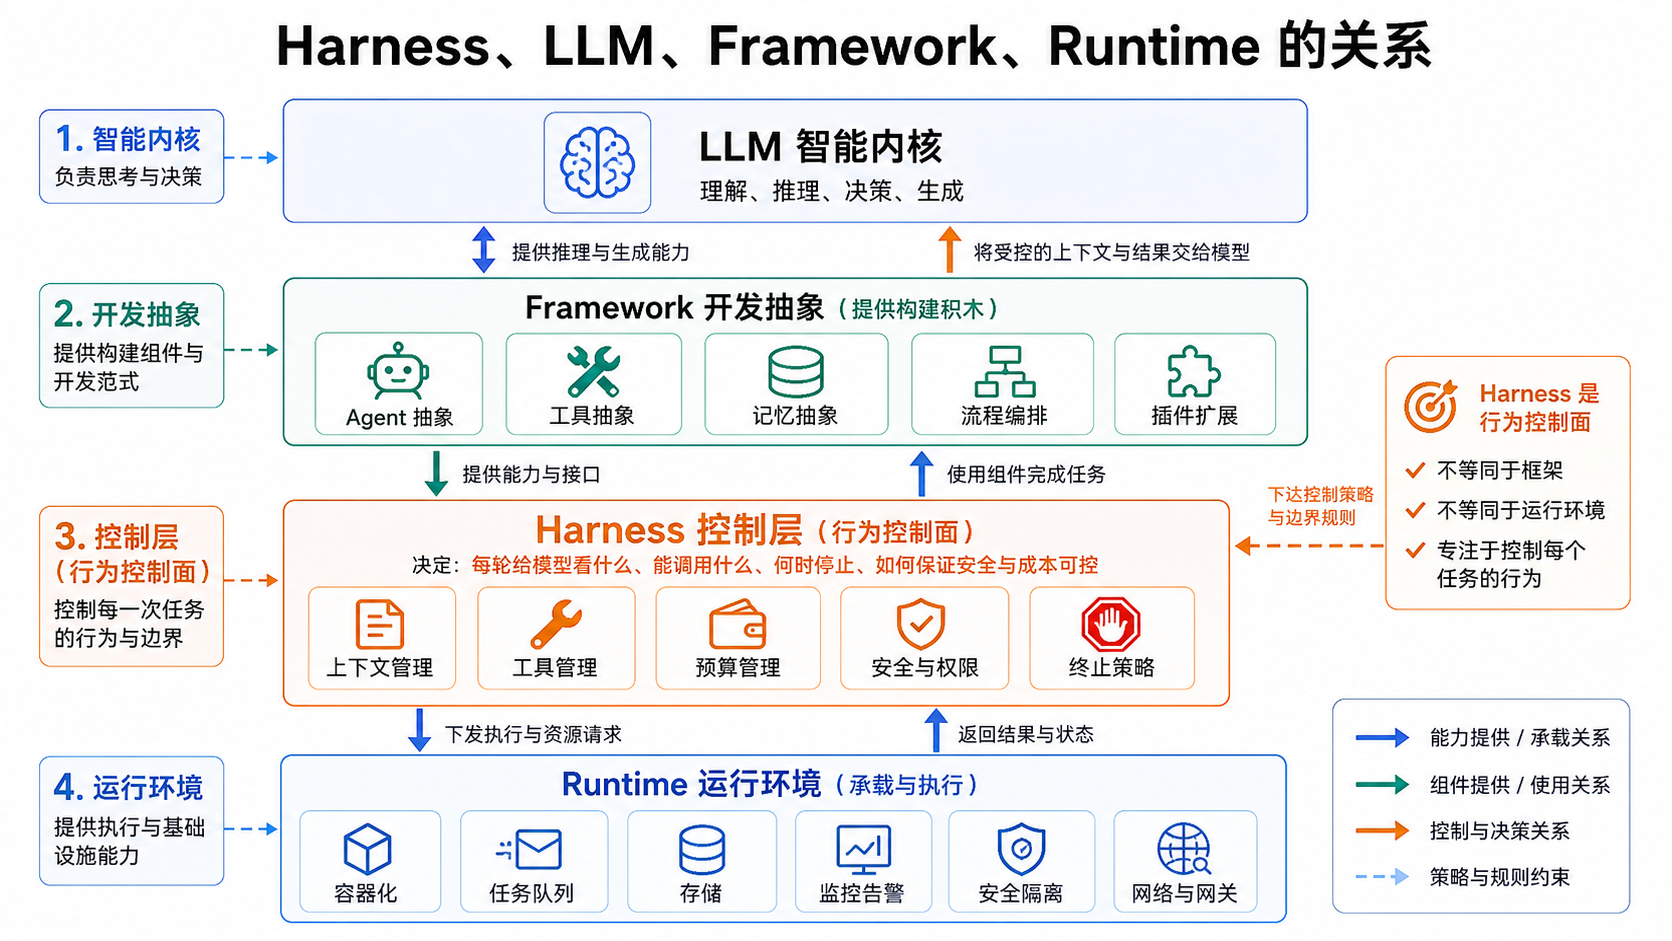 Harness、LLM、Framework、Runtime 的关系
1. 智能内核
负责思考与决策
LLM 智能内核
理解、推理、决策、生成
提供推理与生成能力
将受控的上下文与结果交给模型
2. 开发抽象
提供构建组件与
开发范式
Framework 开发抽象（提供构建积木）
Agent 抽象
工具抽象
记忆抽象
流程编排
插件扩展
提供能力与接口
使用组件完成任务
3. 控制层
（行为控制面）
控制每一次任务
的行为与边界
Harness 控制层（行为控制面）
决定：每轮给模型看什么、能调用什么、何时停止、如何保证安全与成本可控
上下文管理
工具管理
预算管理
安全与权限
终止策略
下达控制策略
与边界规则
Harness 是
行为控制面
不等同于框架
不等同于运行环境
专注于控制每个
任务的行为
下发执行与资源请求
返回结果与状态
4. 运行环境
提供执行与基础
设施能力
Runtime 运行环境（承载与执行）
容器化
任务队列
存储
监控告警
安全隔离
网络与网关
能力提供 / 承载关系
组件提供 / 使用关系
控制与决策关系
策略与规则约束